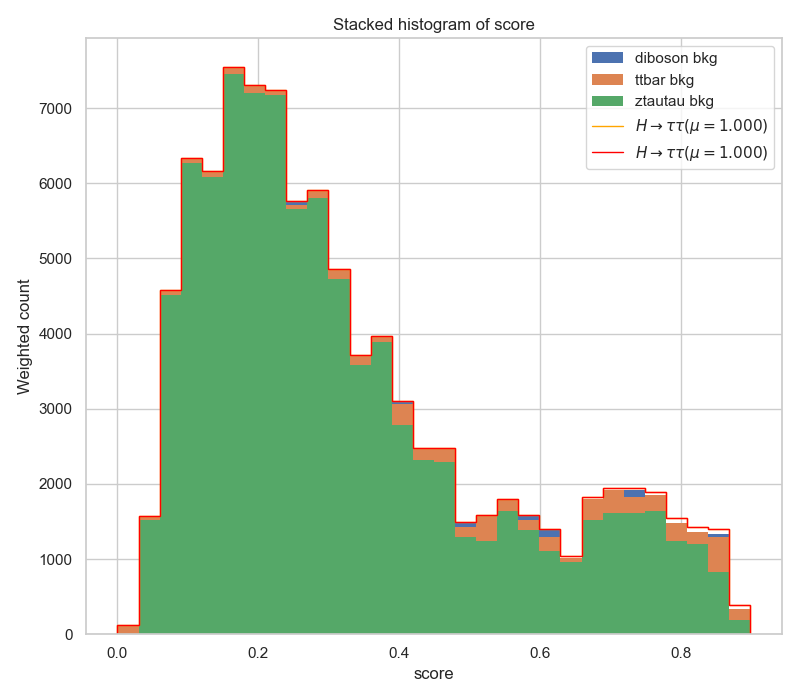 Stacked histogram of score
diboson bkg
ttbar bkg
ztautau bkg
H → ττ(μ = 1.000)
H → ττ(μ = 1.000)
Weighted count
7000
6000
5000
4000
3000
2000
1000
0
0.0 0.2 0.4 0.6 0.8
score